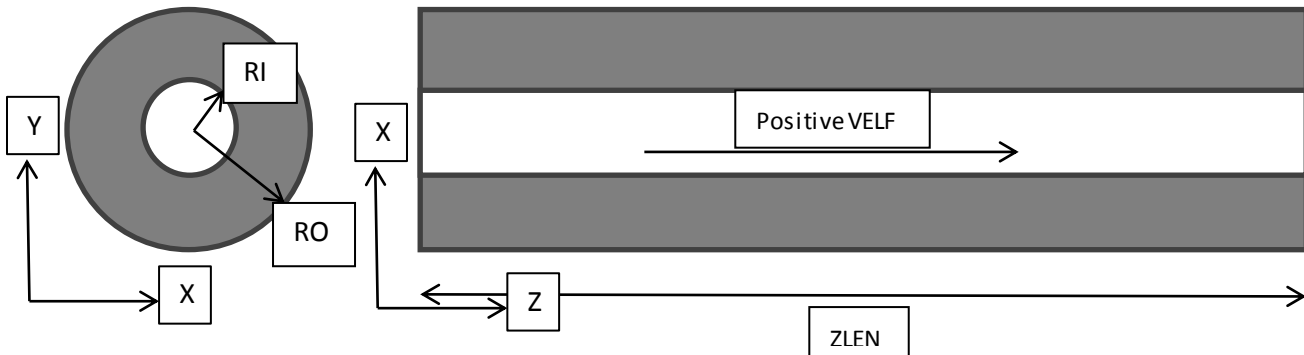 RI
RO
Y
X
X
Z
Positive VELF
ZLEN